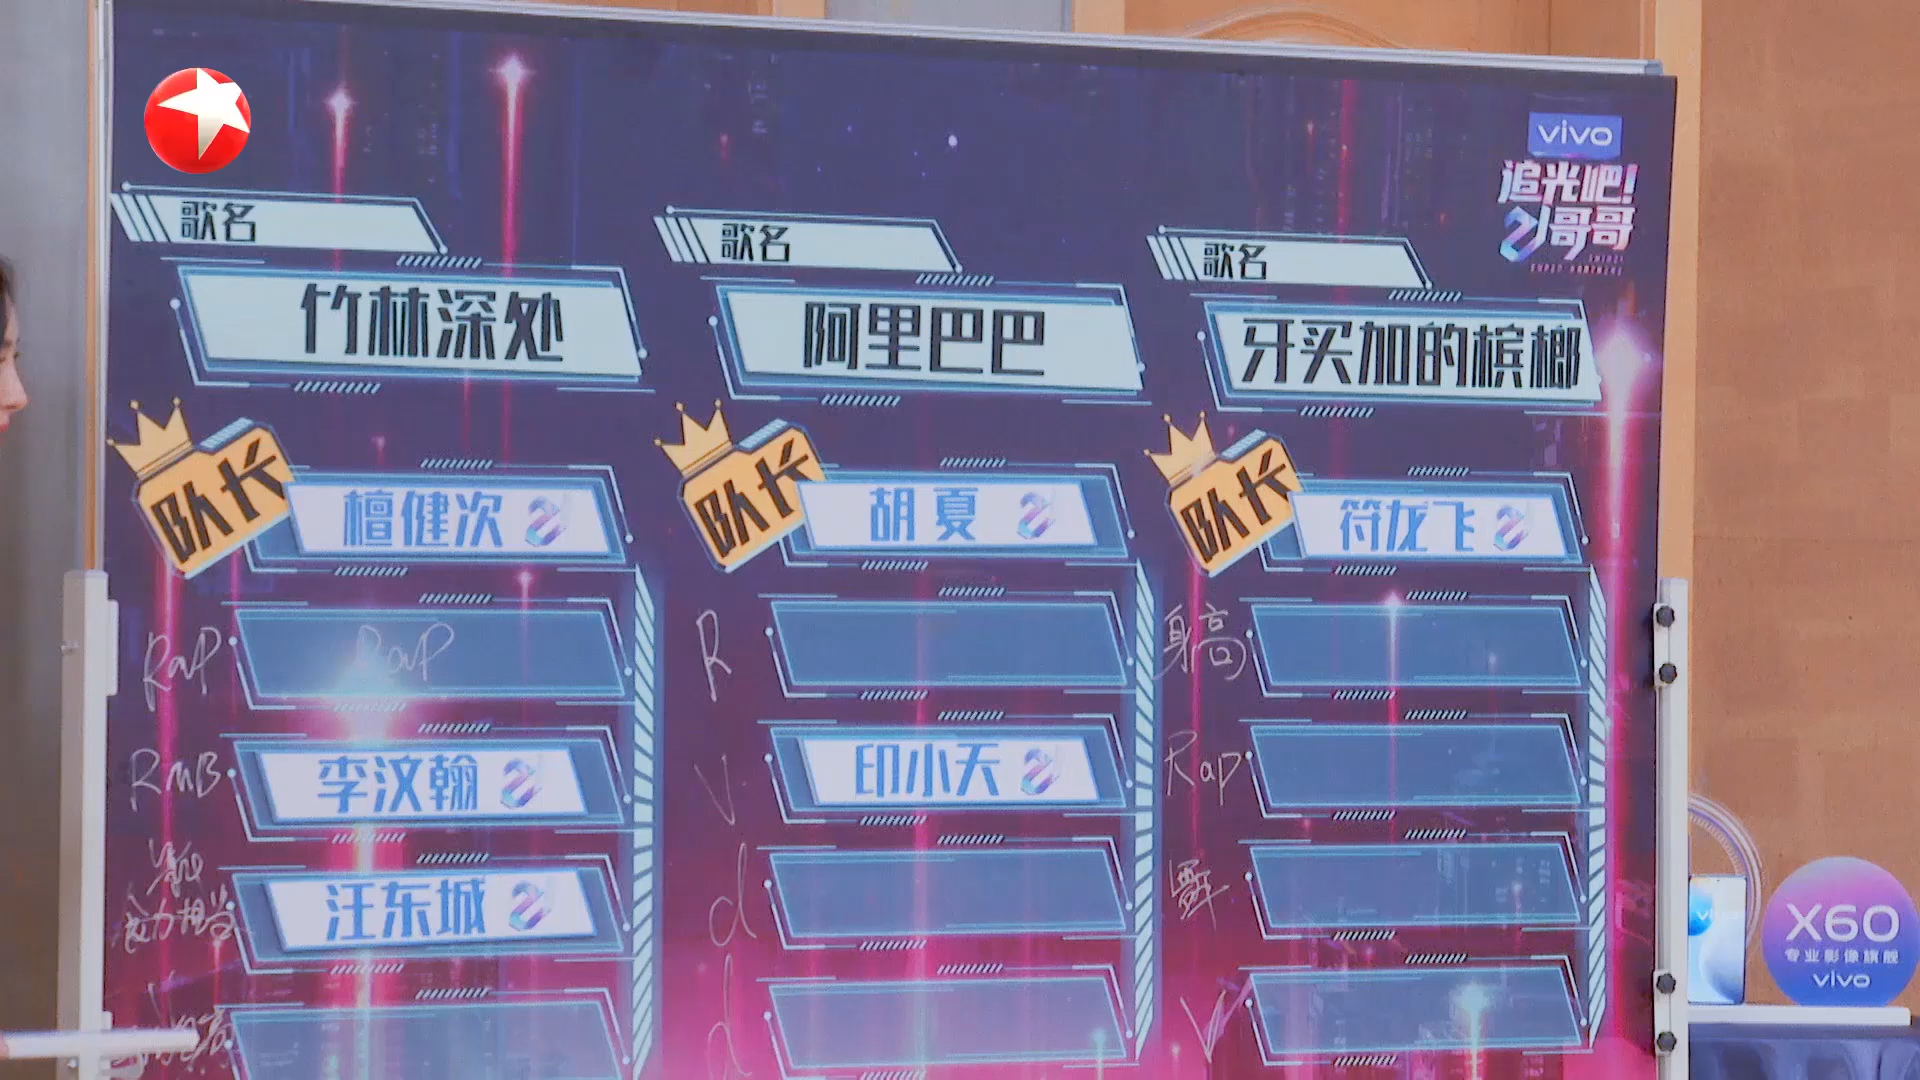 vivo
追光吧!
哥哥
歌名
竹林深处
队长
檀健次
Rap
Rap
RnB
李汶翰
汪东城
歌名
阿里巴巴
队长
胡夏
R
V
印小天
d
d
歌名
牙买加的槟榔
队长
符龙飞
身高
Rap
舞
V
X60
专业影像旗舰
vivo